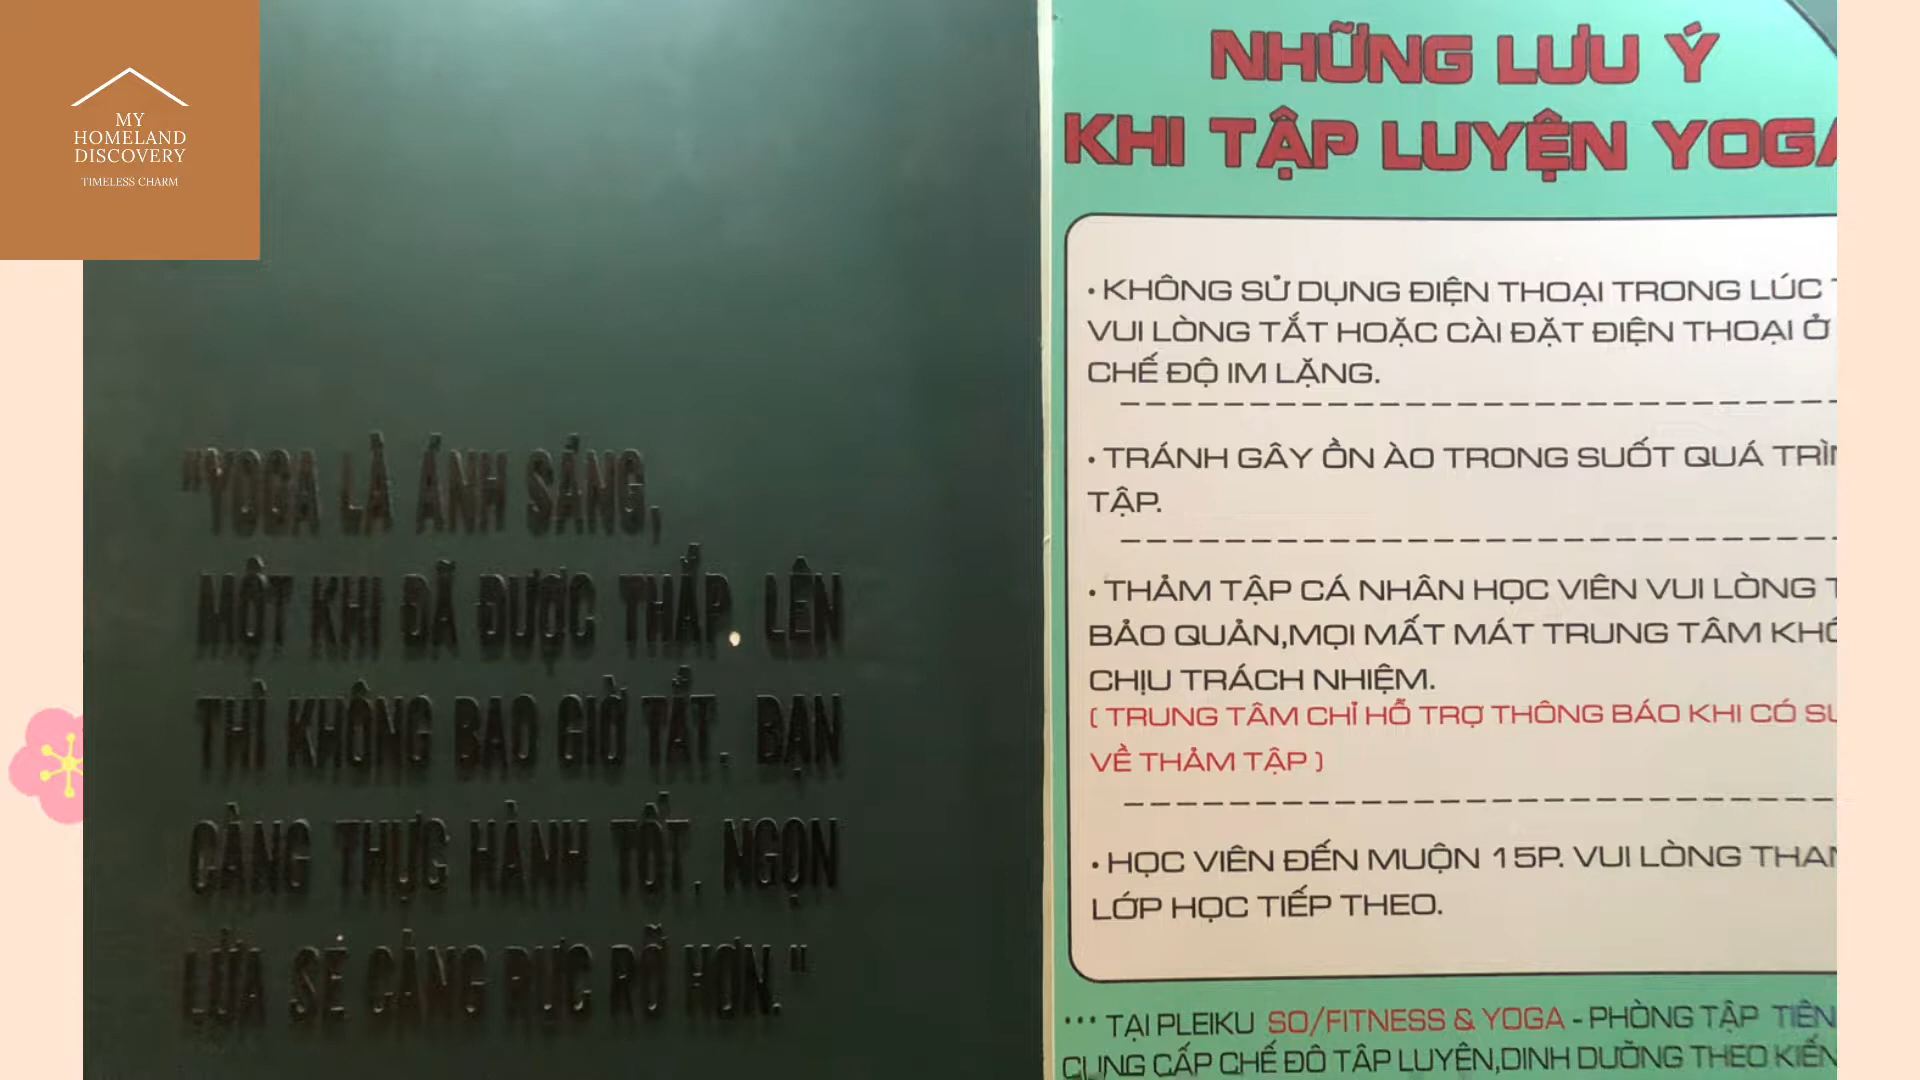 MY
HOMELAND
DISCOVERY
TIMELESS CHARM
"YOGA LÀ ÁNH SÁNG,
MỘT KHI ĐÃ ĐƯỢC THẮP. LÊN
THÌ KHÔNG BAO GIỜ TẮT. BẠN
CÀNG THỰC HÀNH TỐT, NGỌN
LỬA SẼ CÀNG RỰC RỠ HƠN."
NHỮNG LƯU Ý
KHI TẬP LUYỆN YOGA
• KHÔNG SỬ DỤNG ĐIỆN THOẠI TRONG LÚC
VUI LÒNG TẮT HOẶC CÀI ĐẶT ĐIỆN THOẠI Ở
CHẾ ĐỘ IM LẶNG.
• TRÁNH GÂY ỒN ÀO TRONG SUỐT QUÁ
TẬP.
• THẢM TẬP CÁ NHÂN HỌC VIÊN VUI LÒNG
BẢO QUẢN,MỌI MẤT MÁT TRUNG TÂM
CHỊU TRÁCH NHIỆM.
( TRUNG TÂM CHỈ HỖ TRỢ THÔNG BÁO KHI CÓ
VỀ THẢM TẬP )
• HỌC VIÊN ĐẾN MUỘN 15P. VUI LÒNG
LỚP HỌC TIẾP THEO.
••• TẠI PLEIKU SO/FITNESS & YOGA - PHÒNG TẬP TIÊN
CUNG CẤP CHẾ ĐỘ TẬP LUYỆN,DINH DƯỠNG THEO